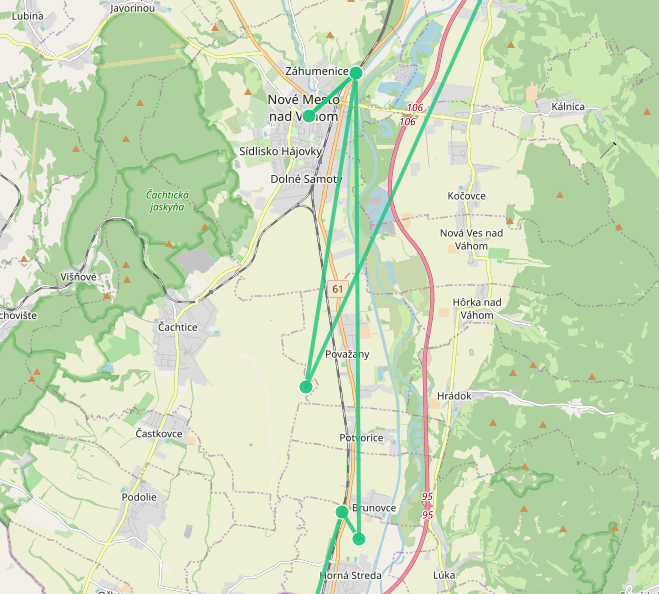 Javorinou
Lubina
Záhumenice
Nové Mesto
nad Váhom
106
106
Kálnica
Sídlisko Hájovky
Dolné Samoty
Čachtická
jaskyňa
Kočovce
Nová Ves nad
Váhom
Višňové
61
Hôrka nad
Váhom
chovište
Čachtice
Považany
Hrádok
Častkovce
Potvorice
Podolie
95
95
Brunovce
Horná Streda
Lúka